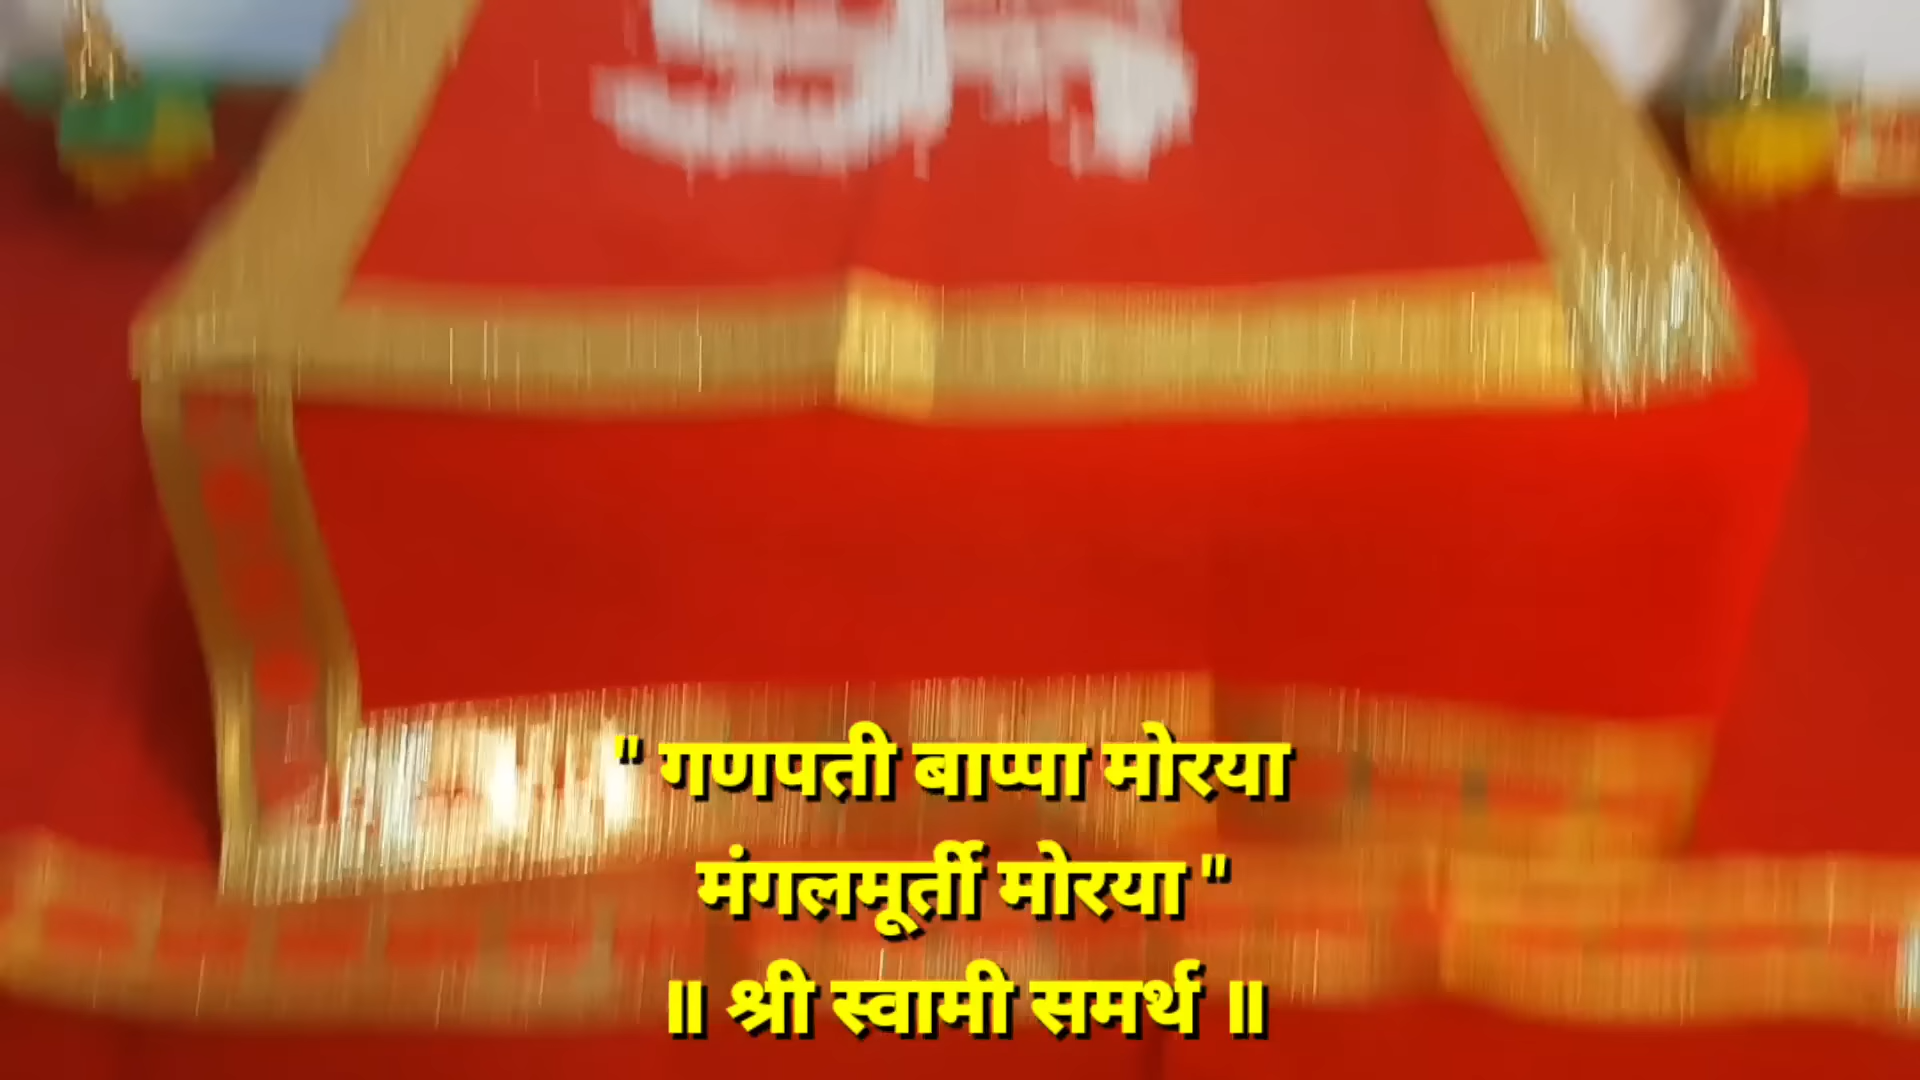 " गणपती बाप्पा मोरया
मंगलमूर्ती मोरया "
॥ श्री स्वामी समर्थ ॥